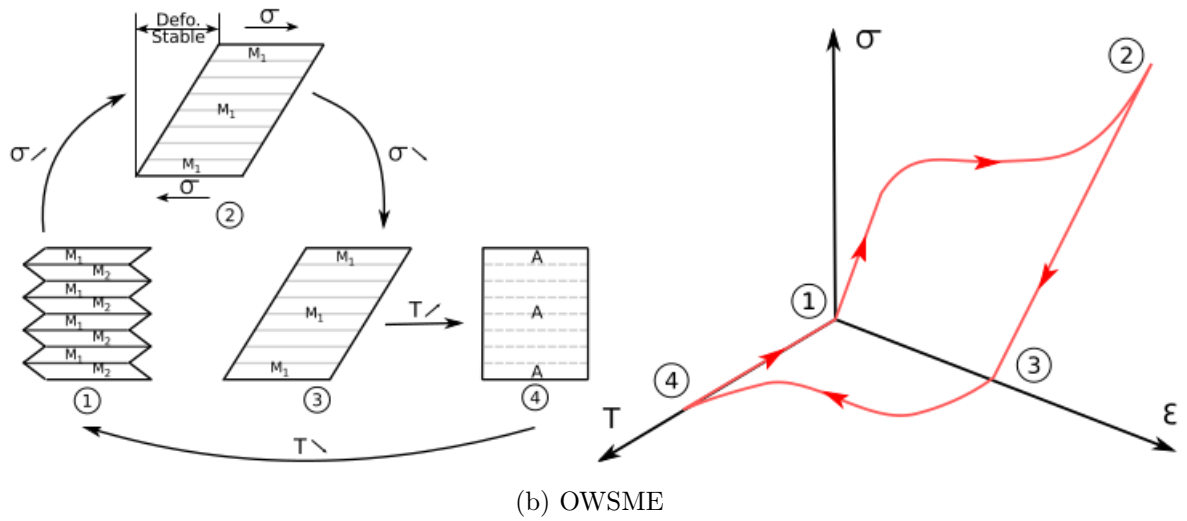 Defo.
Stable
σ
M₁
M₁
M₁
σ
②
σ↗
σ↘
M₁
M₂
M₁
M₂
M₁
M₂
M₁
M₂
①
M₁
M₁
M₁
③
T↗
A
A
A
④
T↘
σ
②
①
③
④
T
ε
(b) OWSME